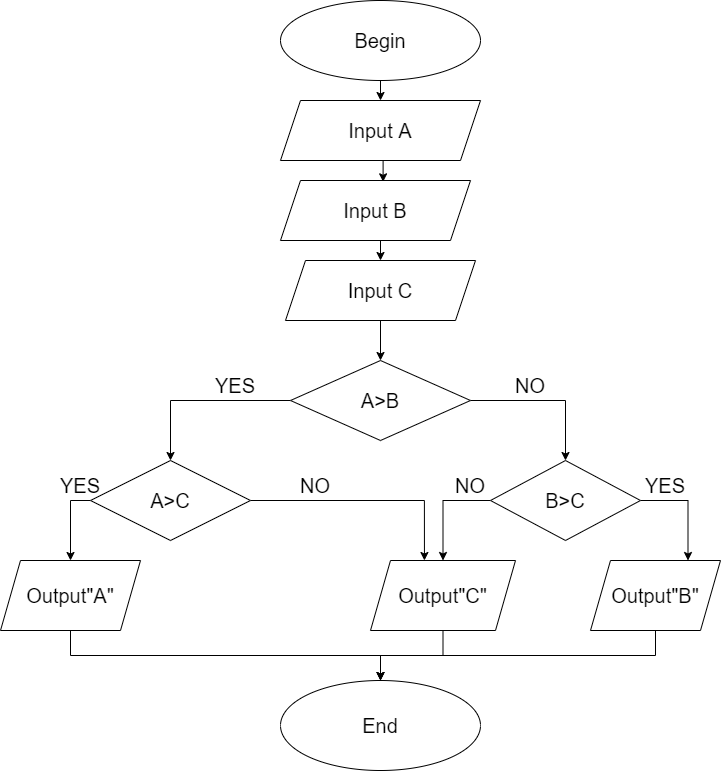 Begin
Input A
Input B
Input C
A>B
YES
NO
A>C
YES
NO
B>C
NO
YES
Output"A"
Output"C"
Output"B"
End